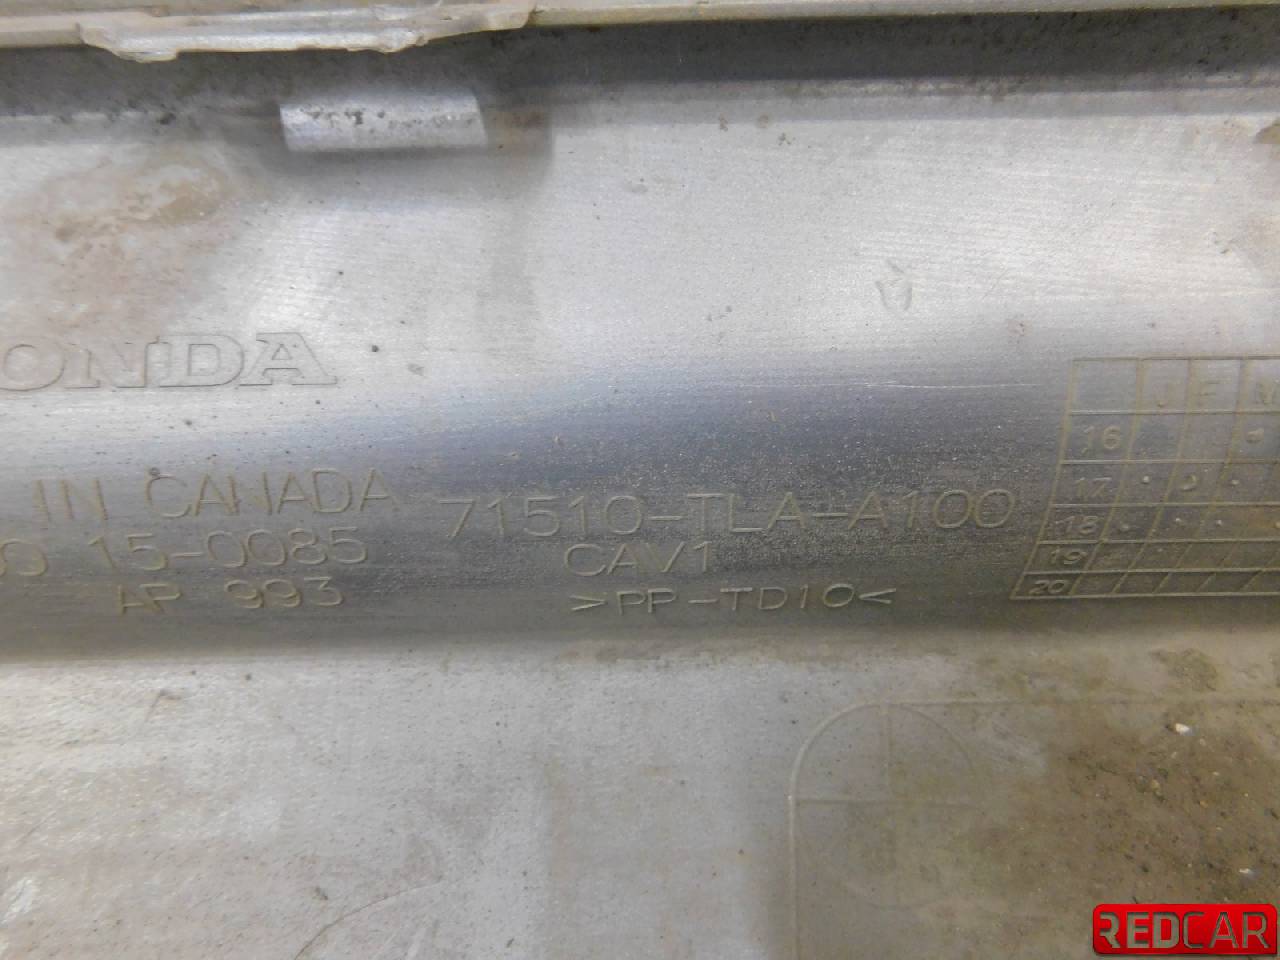 ONDA
IN CANADA
71510-TLA-A100
15-0085
CAV1
AP 993
>PP-TD10<
J F M
16
17
18
19
20
REDCAR